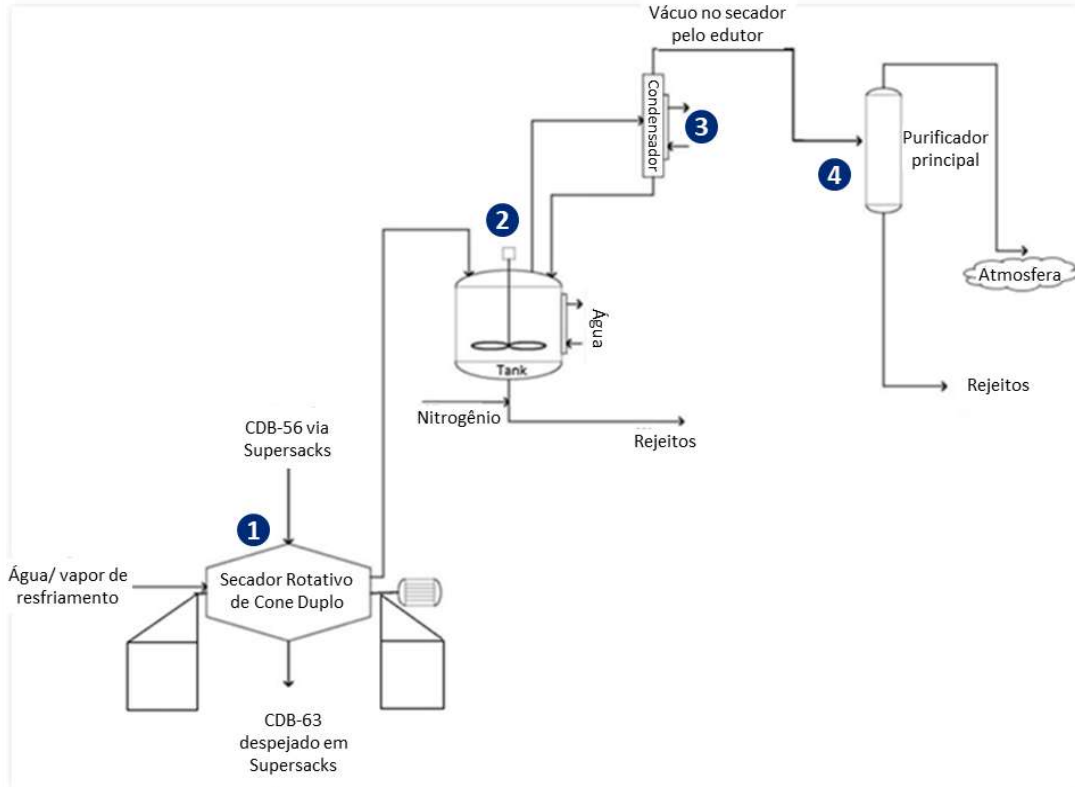 Vácuo no secador
pelo edutor
Condensador
3
Purificador
principal
4
2
Atmosfera
Água
Tank
Nitrogênio
Rejeitos
Rejeitos
CDB-56 via
Supersacks
1
Água/ vapor de
resfriamento
Secador Rotativo
de Cone Duplo
CDB-63
despejado em
Supersacks